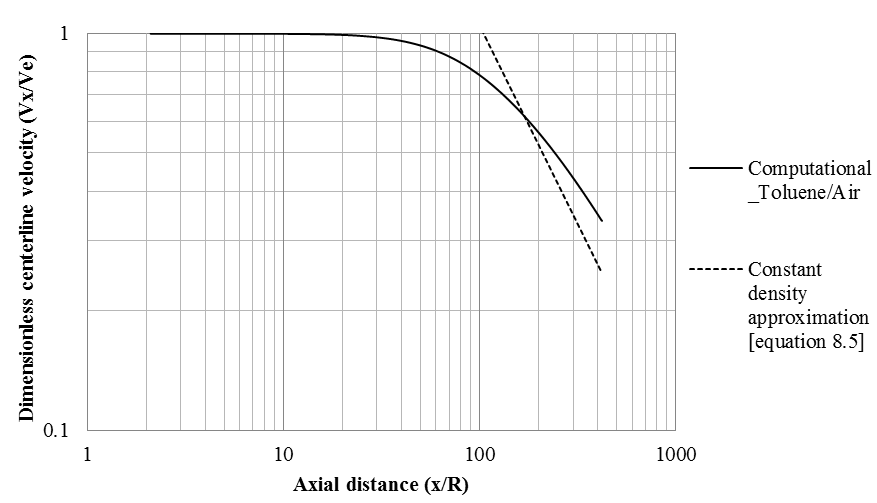 1
0.1
Dimensionless centerline velocity (Vx/Ve)
1
10
100
1000
Axial distance (x/R)
Computational
_Toluene/Air
Constant
density
approximation
[equation 8.5]